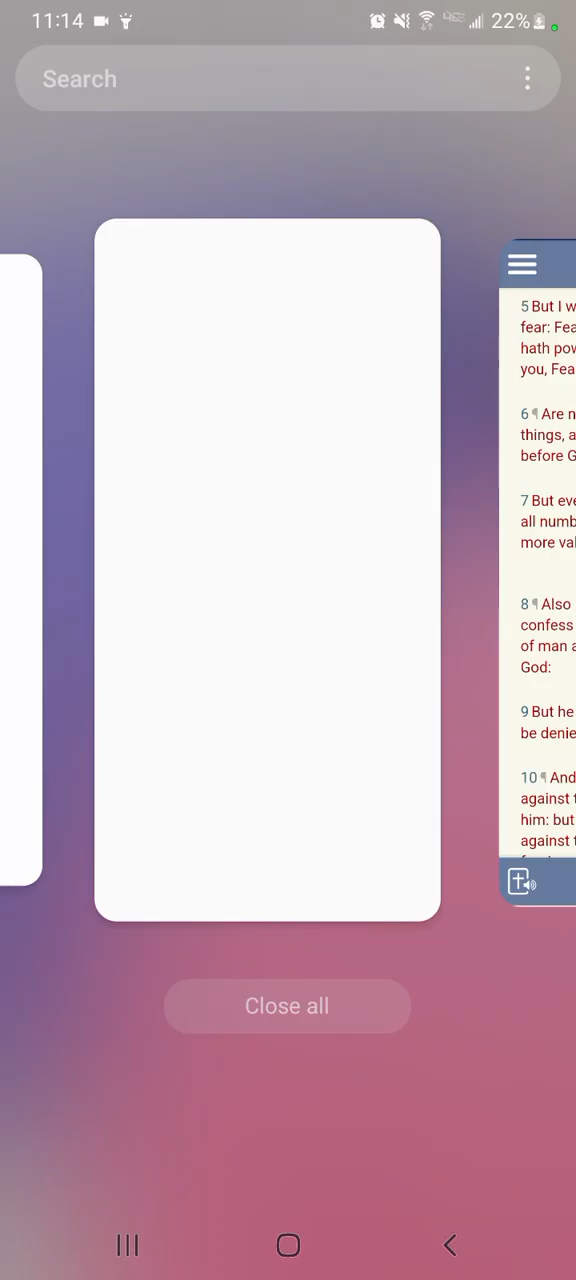 11:14
22%
Search
5 But I w
fear: Fea
hath pow
you, Fea
6 ¶ Are n
things, a
before G
7 But eve
all numb
more val
8 ¶ Also
confess
of man a
God:
9 But he
be denie
10 ¶ And
against t
him: but
against t
Close all